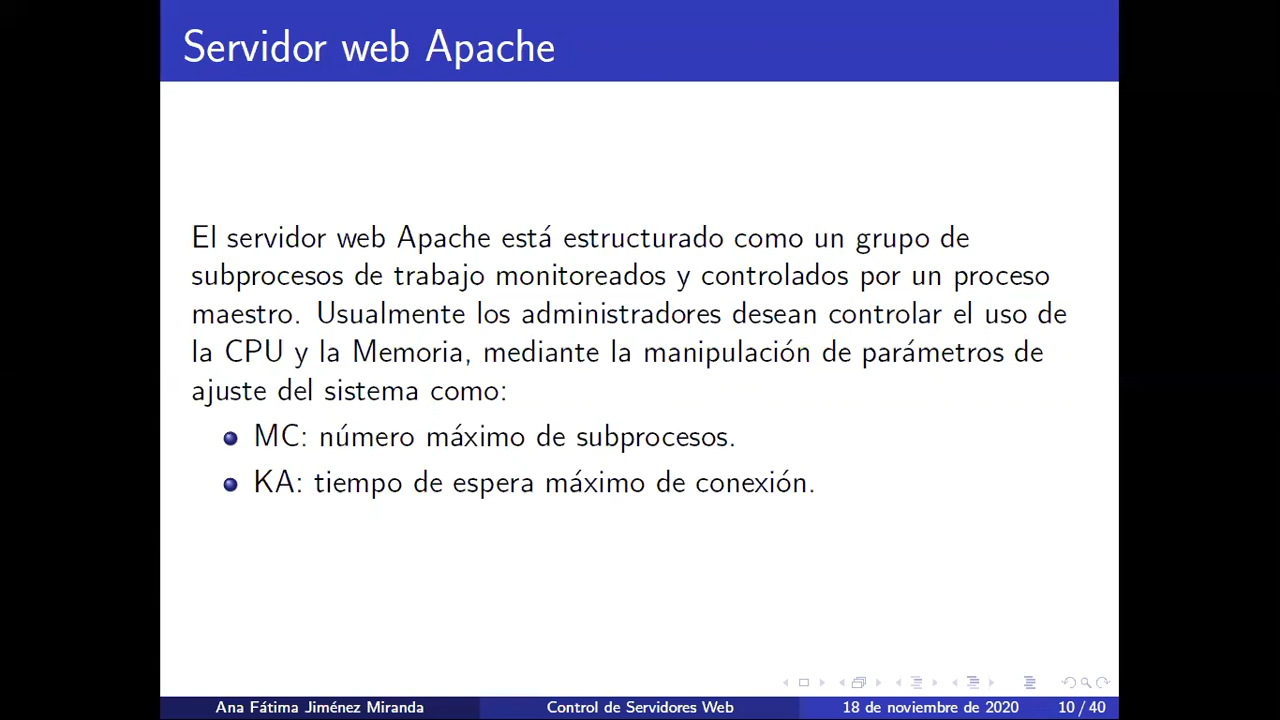 Servidor web Apache
El servidor web Apache está estructurado como un grupo de
subprocesos de trabajo monitoreados y controlados por un proceso
maestro. Usualmente los administradores desean controlar el uso de
la CPU y la Memoria, mediante la manipulación de parámetros de
ajuste del sistema como:
MC: número máximo de subprocesos.
KA: tiempo de espera máximo de conexión.
Ana Fátima Jiménez Miranda Control de Servidores Web 18 de noviembre de 2020 10 / 40